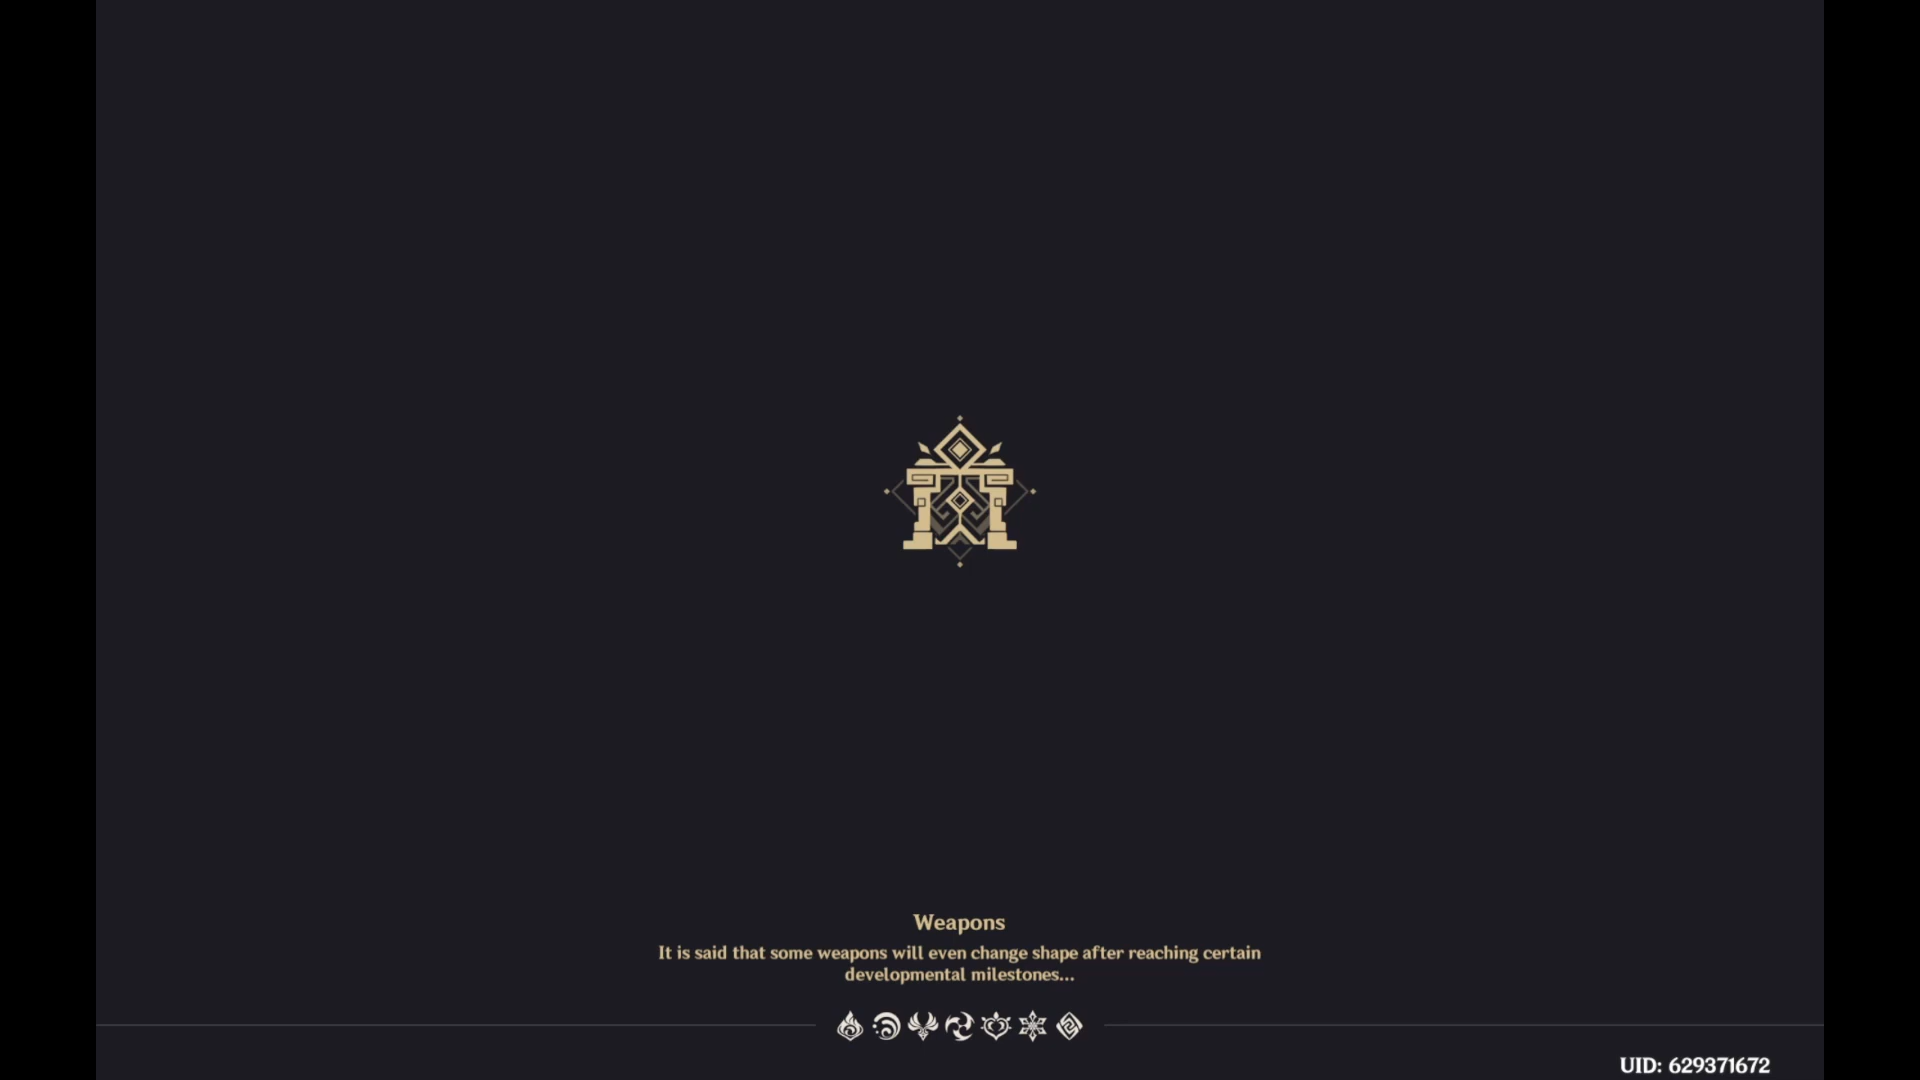 Weapons
It is said that some weapons will even change shape after reaching certain
developmental milestones...
UID: 629371672